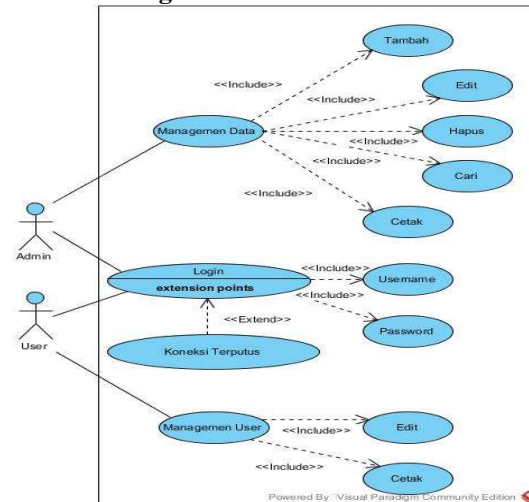 Tambah
<<Include>>
Edit
<<Include>>
Managemen Data
Hapus
<<Include>>
<<Include>>
Cari
<<Include>>
Cetak
Admin
Login
extension points
<<Include>>
Username
<<Include>>
<<Extend>>
Password
User
Koneksi Terputus
Managemen User
<<Include>>
Edit
<<Include>>
Cetak
Powered By Visual Paradigm Community Edition